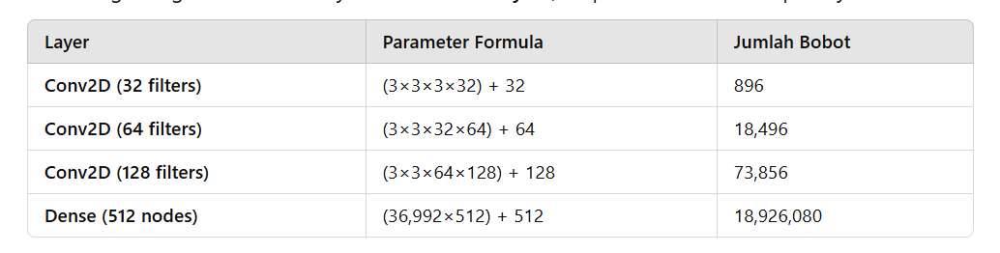 Layer Parameter Formula Jumlah Bobot
Conv2D (32 filters) (3×3×3×32) + 32 896
Conv2D (64 filters) (3×3×32×64) + 64 18,496
Conv2D (128 filters) (3×3×64×128) + 128 73,856
Dense (512 nodes) (36,992×512) + 512 18,926,080